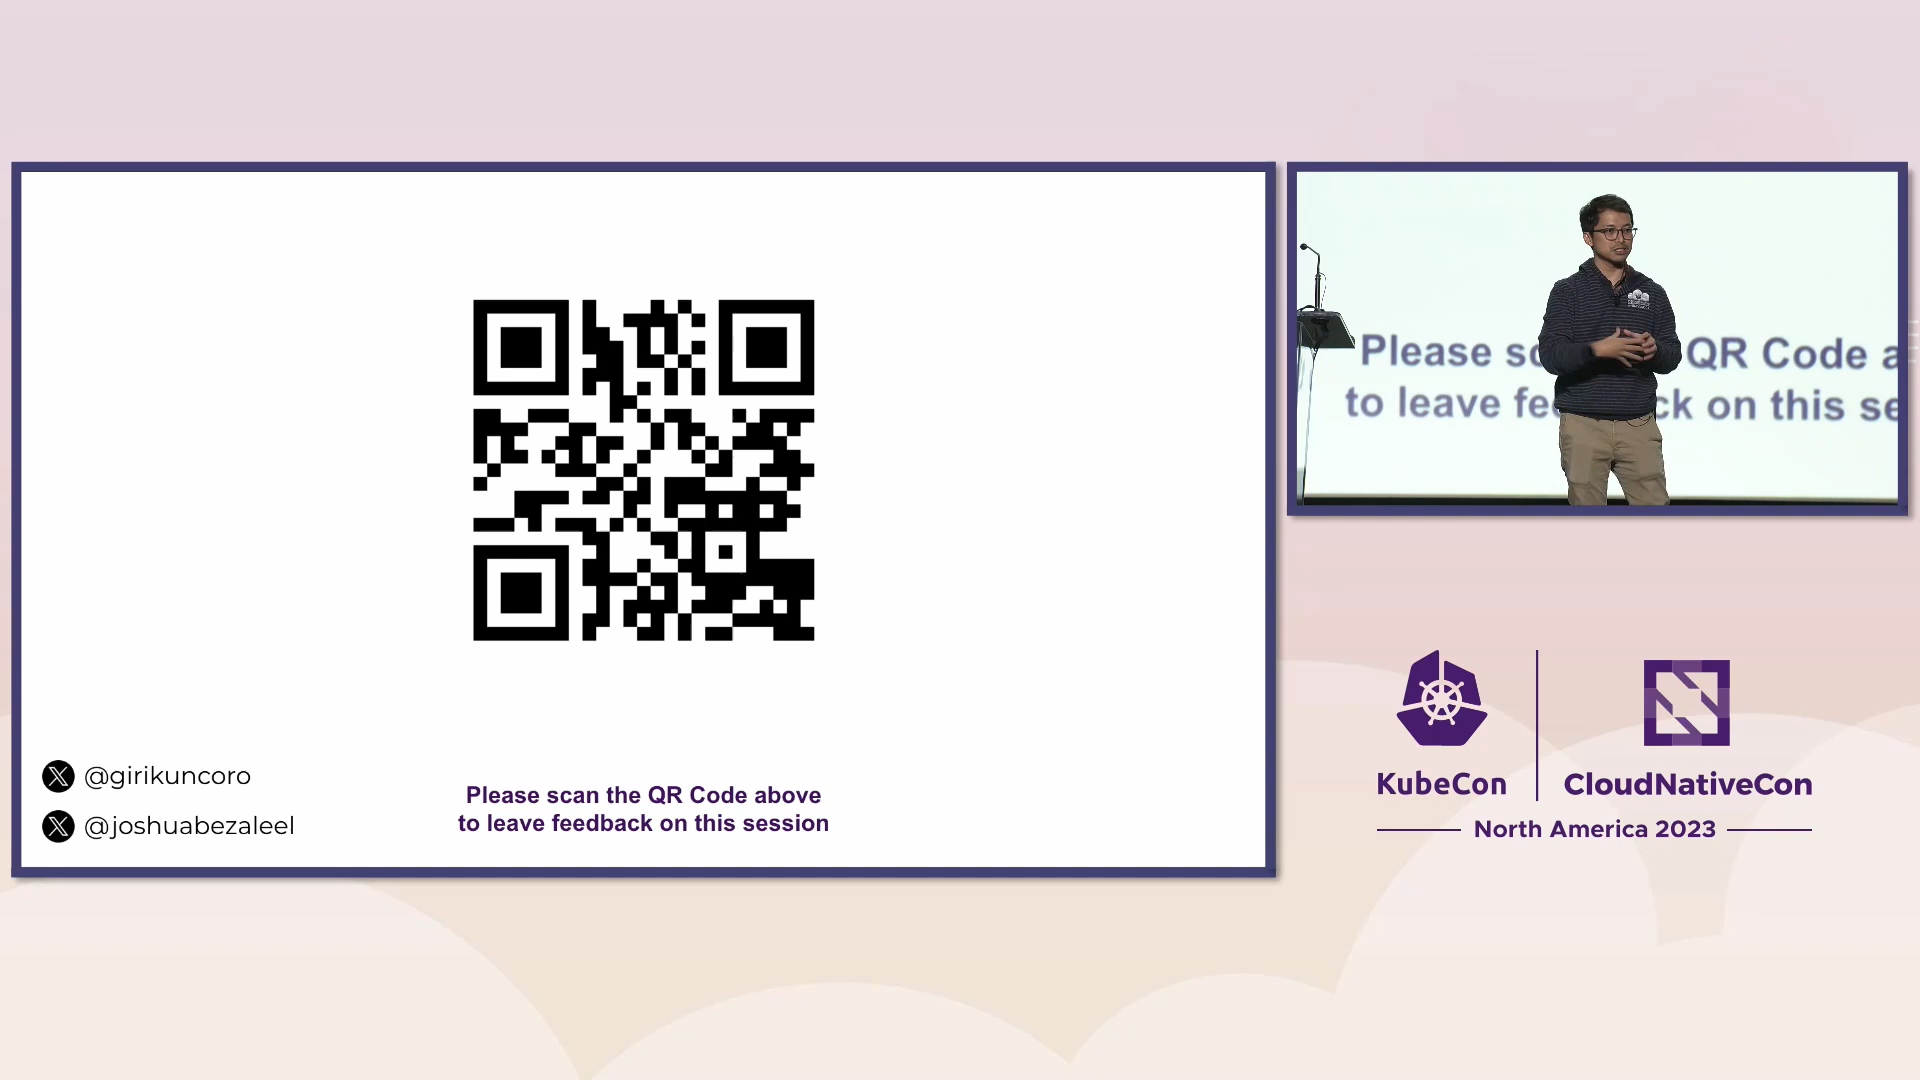 @girikuncoro
@joshuabezaleel
Please scan the QR Code above
to leave feedback on this session
Please sc QR Code a
to leave fee ck on this se
KubeCon
CloudNativeCon
North America 2023